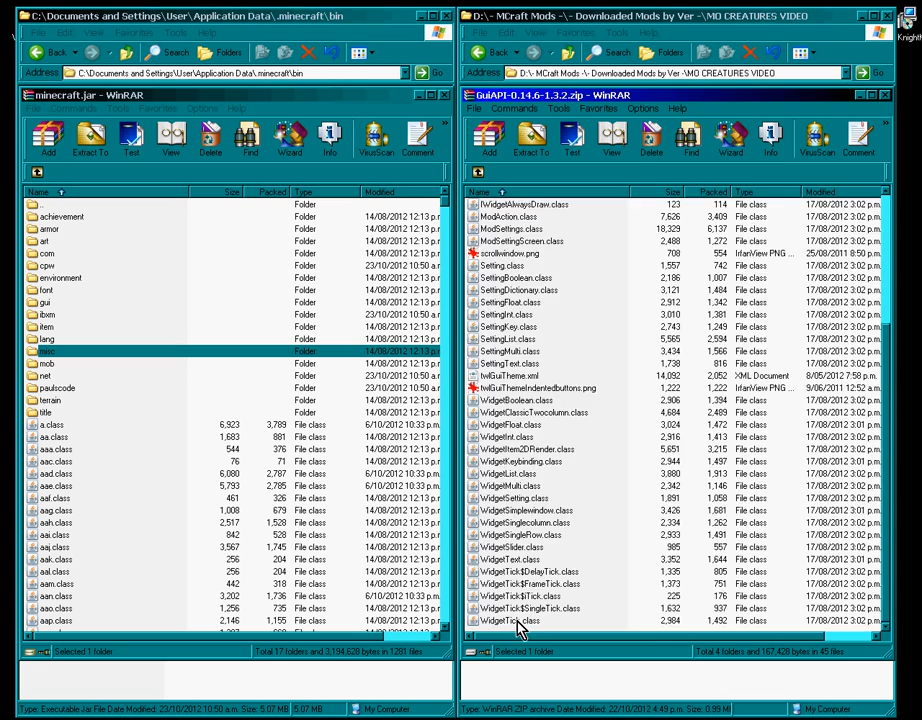 C:\Documents and Settings\User\Application Data\.minecraft\bin
File Edit View Favorites Tools Help
Back Search Folders
Address C:\Documents and Settings\User\Application Data\.minecraft\bin Go
minecraft.jar - WinRAR
File Commands Tools Favorites Options Help
Add Extract To Test View Delete Find Wizard Info VirusScan Comment
Name Size Packed Type Modified
.. Folder
achievement Folder 14/08/2012 12:13 p.m.
armor Folder 14/08/2012 12:13 p.m.
art Folder 14/08/2012 12:13 p.m.
com Folder 14/08/2012 12:13 p.m.
cpw Folder 23/10/2012 10:50 a.m.
environment Folder 14/08/2012 12:13 p.m.
font Folder 14/08/2012 12:13 p.m.
gui Folder 14/08/2012 12:13 p.m.
ibxm Folder 23/10/2012 10:50 a.m.
item Folder 14/08/2012 12:13 p.m.
lang Folder 14/08/2012 12:13 p.m.
misc Folder 14/08/2012 12:13 p.m.
mob Folder 14/08/2012 12:13 p.m.
net Folder 23/10/2012 10:50 a.m.
paulscode Folder 23/10/2012 10:50 a.m.
terrain Folder 14/08/2012 12:13 p.m.
title Folder 14/08/2012 12:13 p.m.
a.class 6,923 3,789 File class 6/10/2012 10:33 p.m.
aa.class 1,683 881 File class 14/08/2012 12:13 p.m.
aaa.class 544 376 File class 14/08/2012 12:13 p.m.
aac.class 76 71 File class 14/08/2012 12:13 p.m.
aad.class 6,080 2,787 File class 6/10/2012 10:33 p.m.
aae.class 5,793 2,785 File class 6/10/2012 10:33 p.m.
aaf.class 461 326 File class 14/08/2012 12:13 p.m.
aag.class 1,008 679 File class 14/08/2012 12:13 p.m.
aah.class 2,517 1,528 File class 14/08/2012 12:13 p.m.
aai.class 842 528 File class 14/08/2012 12:13 p.m.
aaj.class 3,567 1,745 File class 14/08/2012 12:13 p.m.
aak.class 256 204 File class 14/08/2012 12:13 p.m.
aal.class 256 204 File class 14/08/2012 12:13 p.m.
aam.class 442 318 File class 14/08/2012 12:13 p.m.
aan.class 3,202 1,736 File class 6/10/2012 10:33 p.m.
aao.class 1,256 735 File class 14/08/2012 12:13 p.m.
aap.class 2,146 1,155 File class 14/08/2012 12:13 p.m.
Selected 1 folder Total 17 folders and 3,194,628 bytes in 1281 files
Type: Executable Jar File Date Modified: 23/10/2012 10:50 a.m. Size: 5.07 MB 5.07 MB My Computer
D:\- MCraft Mods -\- Downloaded Mods by Ver -\MO CREATURES VIDEO
File Edit View Favorites Tools Help
Back Search Folders
Address D:\- MCraft Mods -\- Downloaded Mods by Ver -\MO CREATURES VIDEO Go
GuiAPI-0.14.6-1.3.2.zip - WinRAR
File Commands Tools Favorites Options Help
Add Extract To Test View Delete Find Wizard Info VirusScan Comment
Name Size Packed Type Modified
IWidgetAlwaysDraw.class 123 114 File class 17/08/2012 3:02 p.m.
ModAction.class 7,626 3,409 File class 17/08/2012 3:02 p.m.
ModSettings.class 18,329 6,137 File class 17/08/2012 3:02 p.m.
ModSettingScreen.class 2,488 1,272 File class 17/08/2012 3:02 p.m.
scrollwindow.png 708 554 IrfanView PNG ... 25/08/2011 8:50 p.m.
Setting.class 1,557 742 File class 17/08/2012 3:02 p.m.
SettingBoolean.class 2,186 1,007 File class 17/08/2012 3:02 p.m.
SettingDictionary.class 3,121 1,484 File class 17/08/2012 3:02 p.m.
SettingFloat.class 2,912 1,342 File class 17/08/2012 3:02 p.m.
SettingInt.class 3,010 1,381 File class 17/08/2012 3:02 p.m.
SettingKey.class 2,743 1,249 File class 17/08/2012 3:02 p.m.
SettingList.class 5,565 2,594 File class 17/08/2012 3:02 p.m.
SettingMulti.class 3,434 1,566 File class 17/08/2012 3:02 p.m.
SettingText.class 1,738 816 File class 17/08/2012 3:02 p.m.
twlGuiTheme.xml 14,092 2,052 XML Document 8/05/2012 7:58 p.m.
twlGuiThemeIndentedbuttons.png 1,222 1,222 IrfanView PNG ... 9/06/2011 12:52 a.m.
WidgetBoolean.class 2,906 1,394 File class 17/08/2012 3:02 p.m.
WidgetClassicTwocolumn.class 4,684 2,489 File class 17/08/2012 3:02 p.m.
WidgetFloat.class 3,024 1,472 File class 17/08/2012 3:01 p.m.
WidgetInt.class 2,916 1,413 File class 17/08/2012 3:02 p.m.
WidgetItem2DRender.class 5,651 3,215 File class 17/08/2012 3:02 p.m.
WidgetKeybinding.class 2,944 1,497 File class 17/08/2012 3:01 p.m.
WidgetList.class 3,880 1,913 File class 17/08/2012 3:02 p.m.
WidgetMulti.class 2,342 1,146 File class 17/08/2012 3:02 p.m.
WidgetSetting.class 1,891 1,058 File class 17/08/2012 3:02 p.m.
WidgetSimplewindow.class 3,426 1,681 File class 17/08/2012 3:01 p.m.
WidgetSinglecolumn.class 2,334 1,262 File class 17/08/2012 3:02 p.m.
WidgetSingleRow.class 2,933 1,491 File class 17/08/2012 3:02 p.m.
WidgetSlider.class 985 557 File class 17/08/2012 3:02 p.m.
WidgetText.class 3,352 1,644 File class 17/08/2012 3:02 p.m.
WidgetTick$DelayTick.class 1,335 805 File class 17/08/2012 3:02 p.m.
WidgetTick$FrameTick.class 1,373 751 File class 17/08/2012 3:02 p.m.
WidgetTick$iTick.class 225 176 File class 17/08/2012 3:02 p.m.
WidgetTick$SingleTick.class 1,632 937 File class 17/08/2012 3:02 p.m.
WidgetTick.class 2,984 1,492 File class 17/08/2012 3:02 p.m.
Selected 1 folder Total 4 folders and 167,428 bytes in 45 files
Type: WinRAR ZIP archive Date Modified: 22/10/2012 4:49 p.m. Size: 0.99 M My Computer
Knight